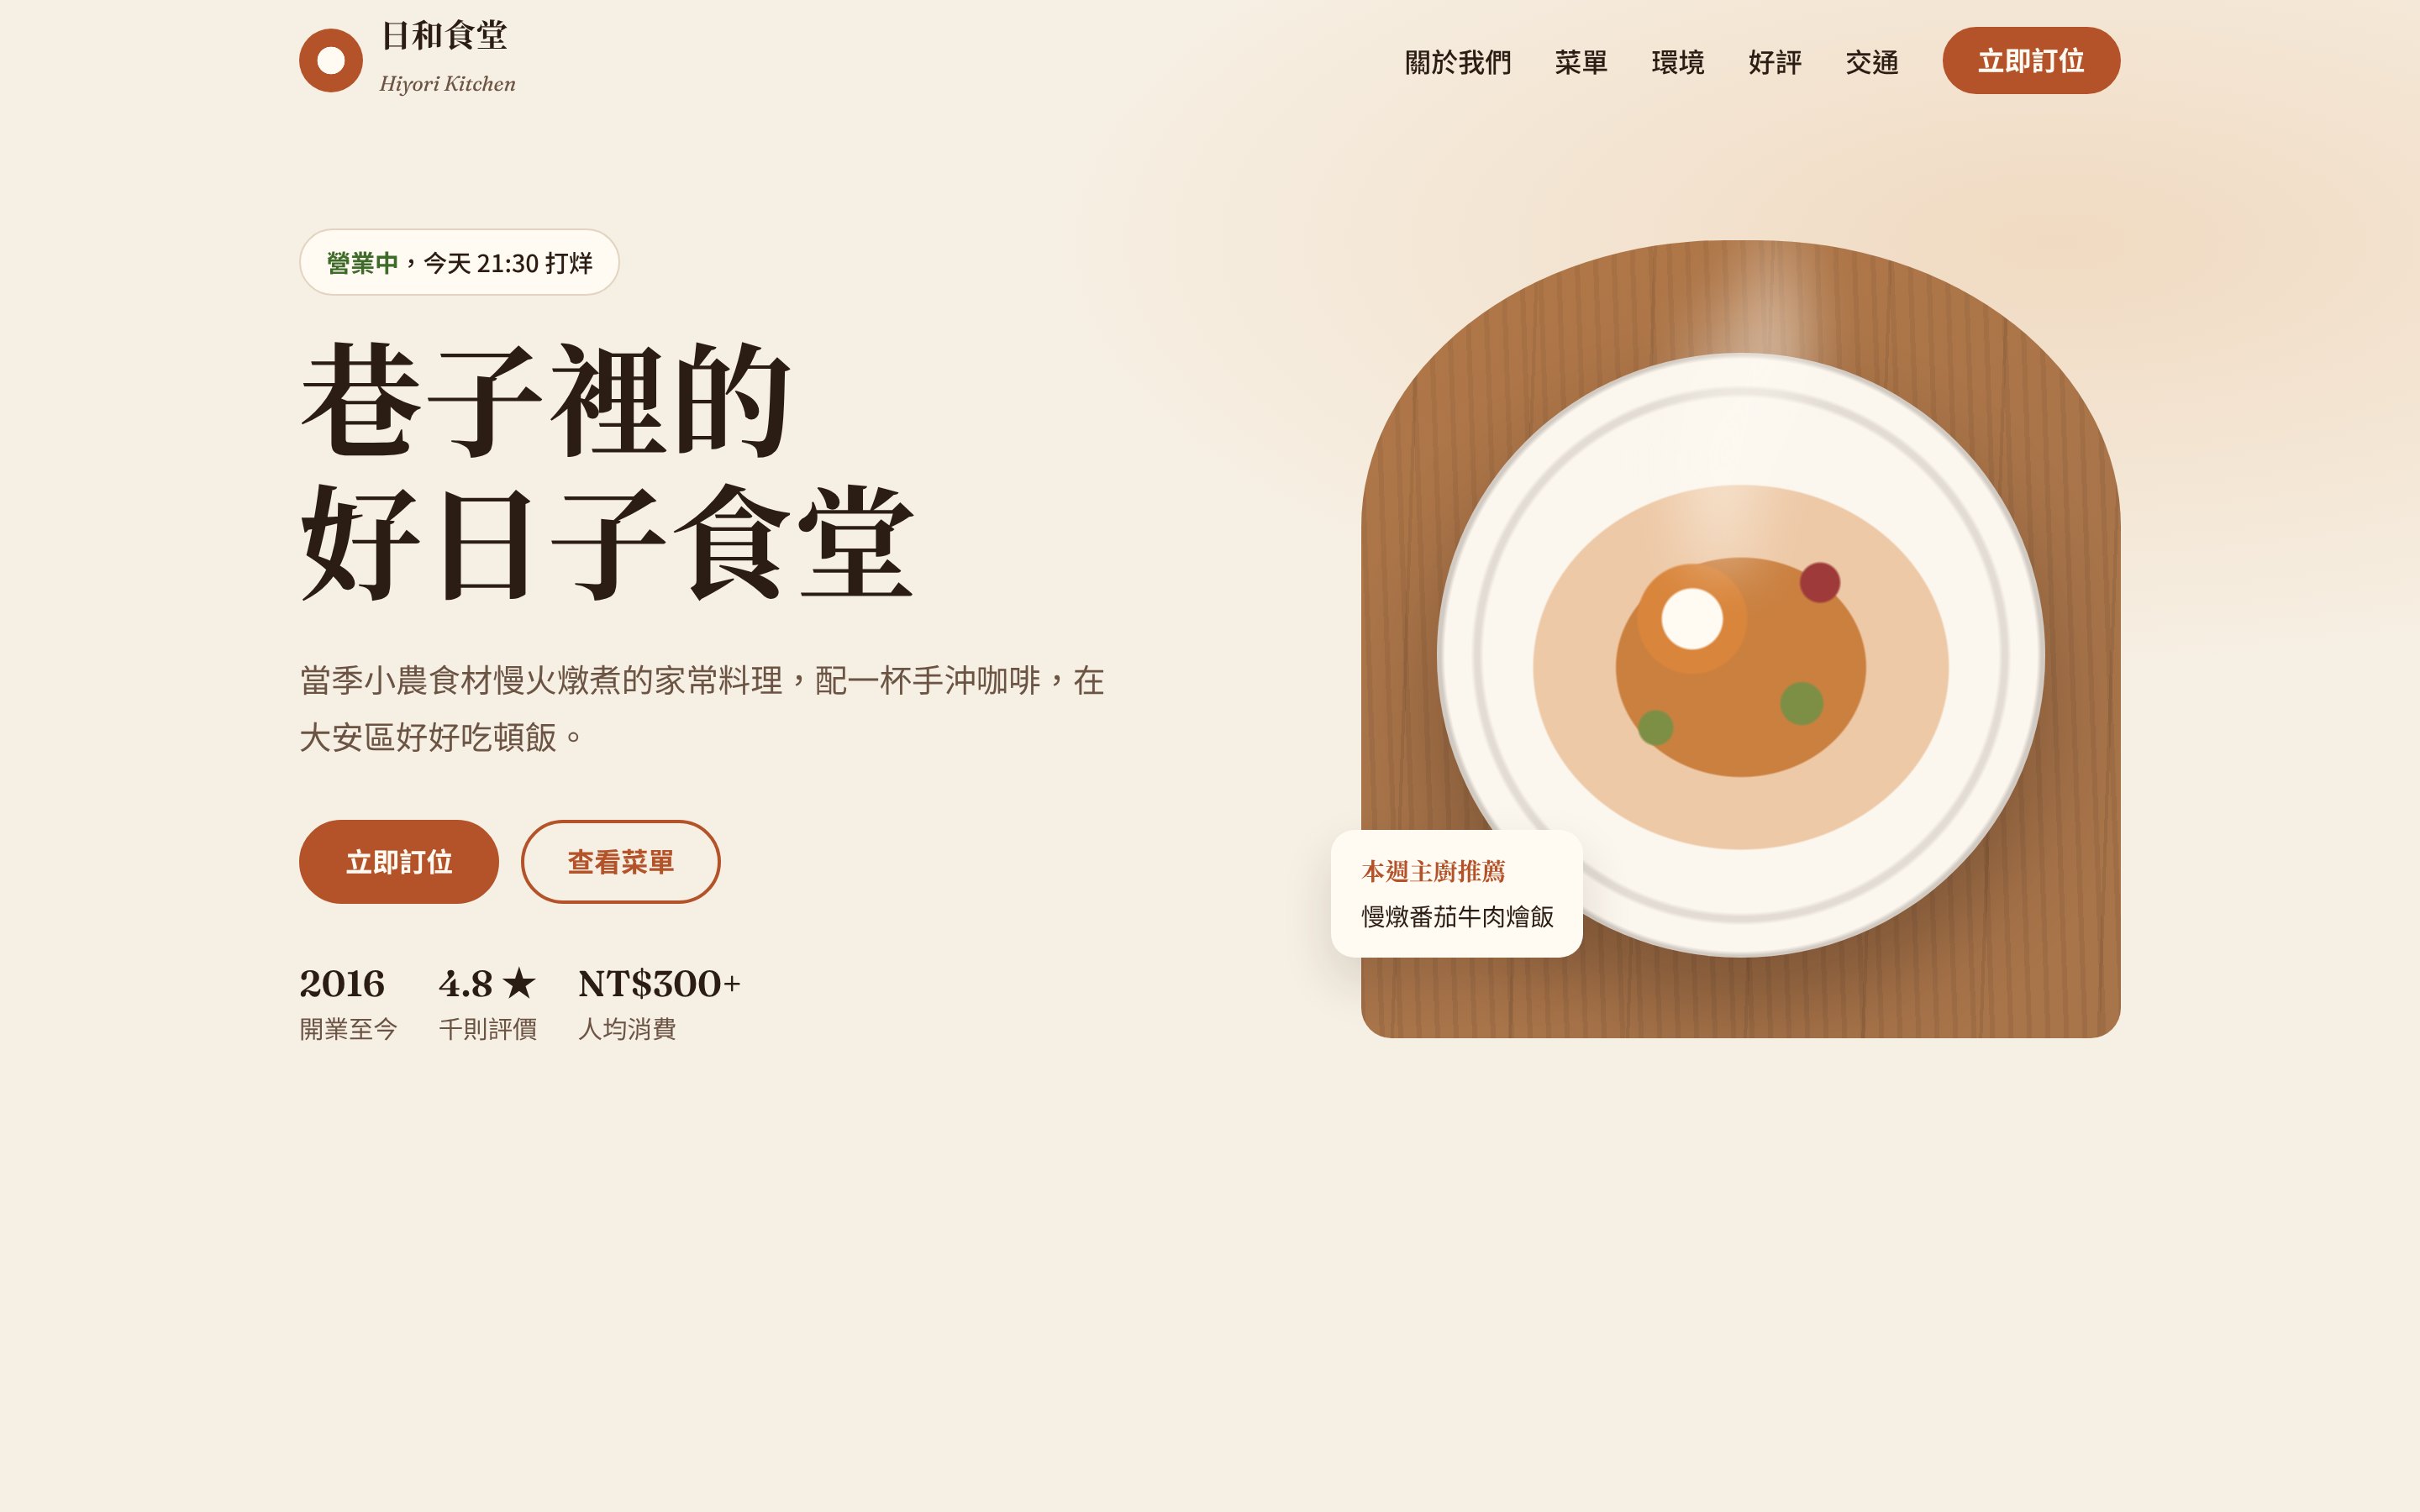 日和食堂
Hiyori Kitchen
關於我們 菜單 環境 好評 交通 立即訂位
營業中，今天 21:30 打烊
巷子裡的
好日子食堂
當季小農食材慢火燉煮的家常料理，配一杯手沖咖啡，在
大安區好好吃頓飯。
立即訂位 查看菜單
2016 4.8 ★ NT$300+
開業至今 千則評價 人均消費
本週主廚推薦
慢燉番茄牛肉燴飯